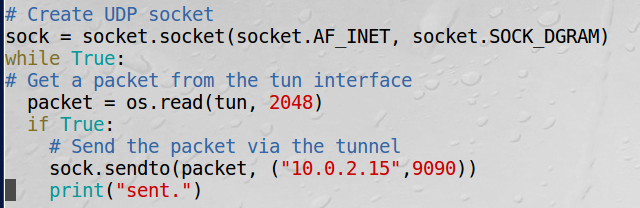 # Create UDP socket
sock = socket.socket(socket.AF_INET, socket.SOCK_DGRAM)
while True:
# Get a packet from the tun interface
  packet = os.read(tun, 2048)
  if True:
    # Send the packet via the tunnel
    sock.sendto(packet, ("10.0.2.15",9090))
    print("sent.")